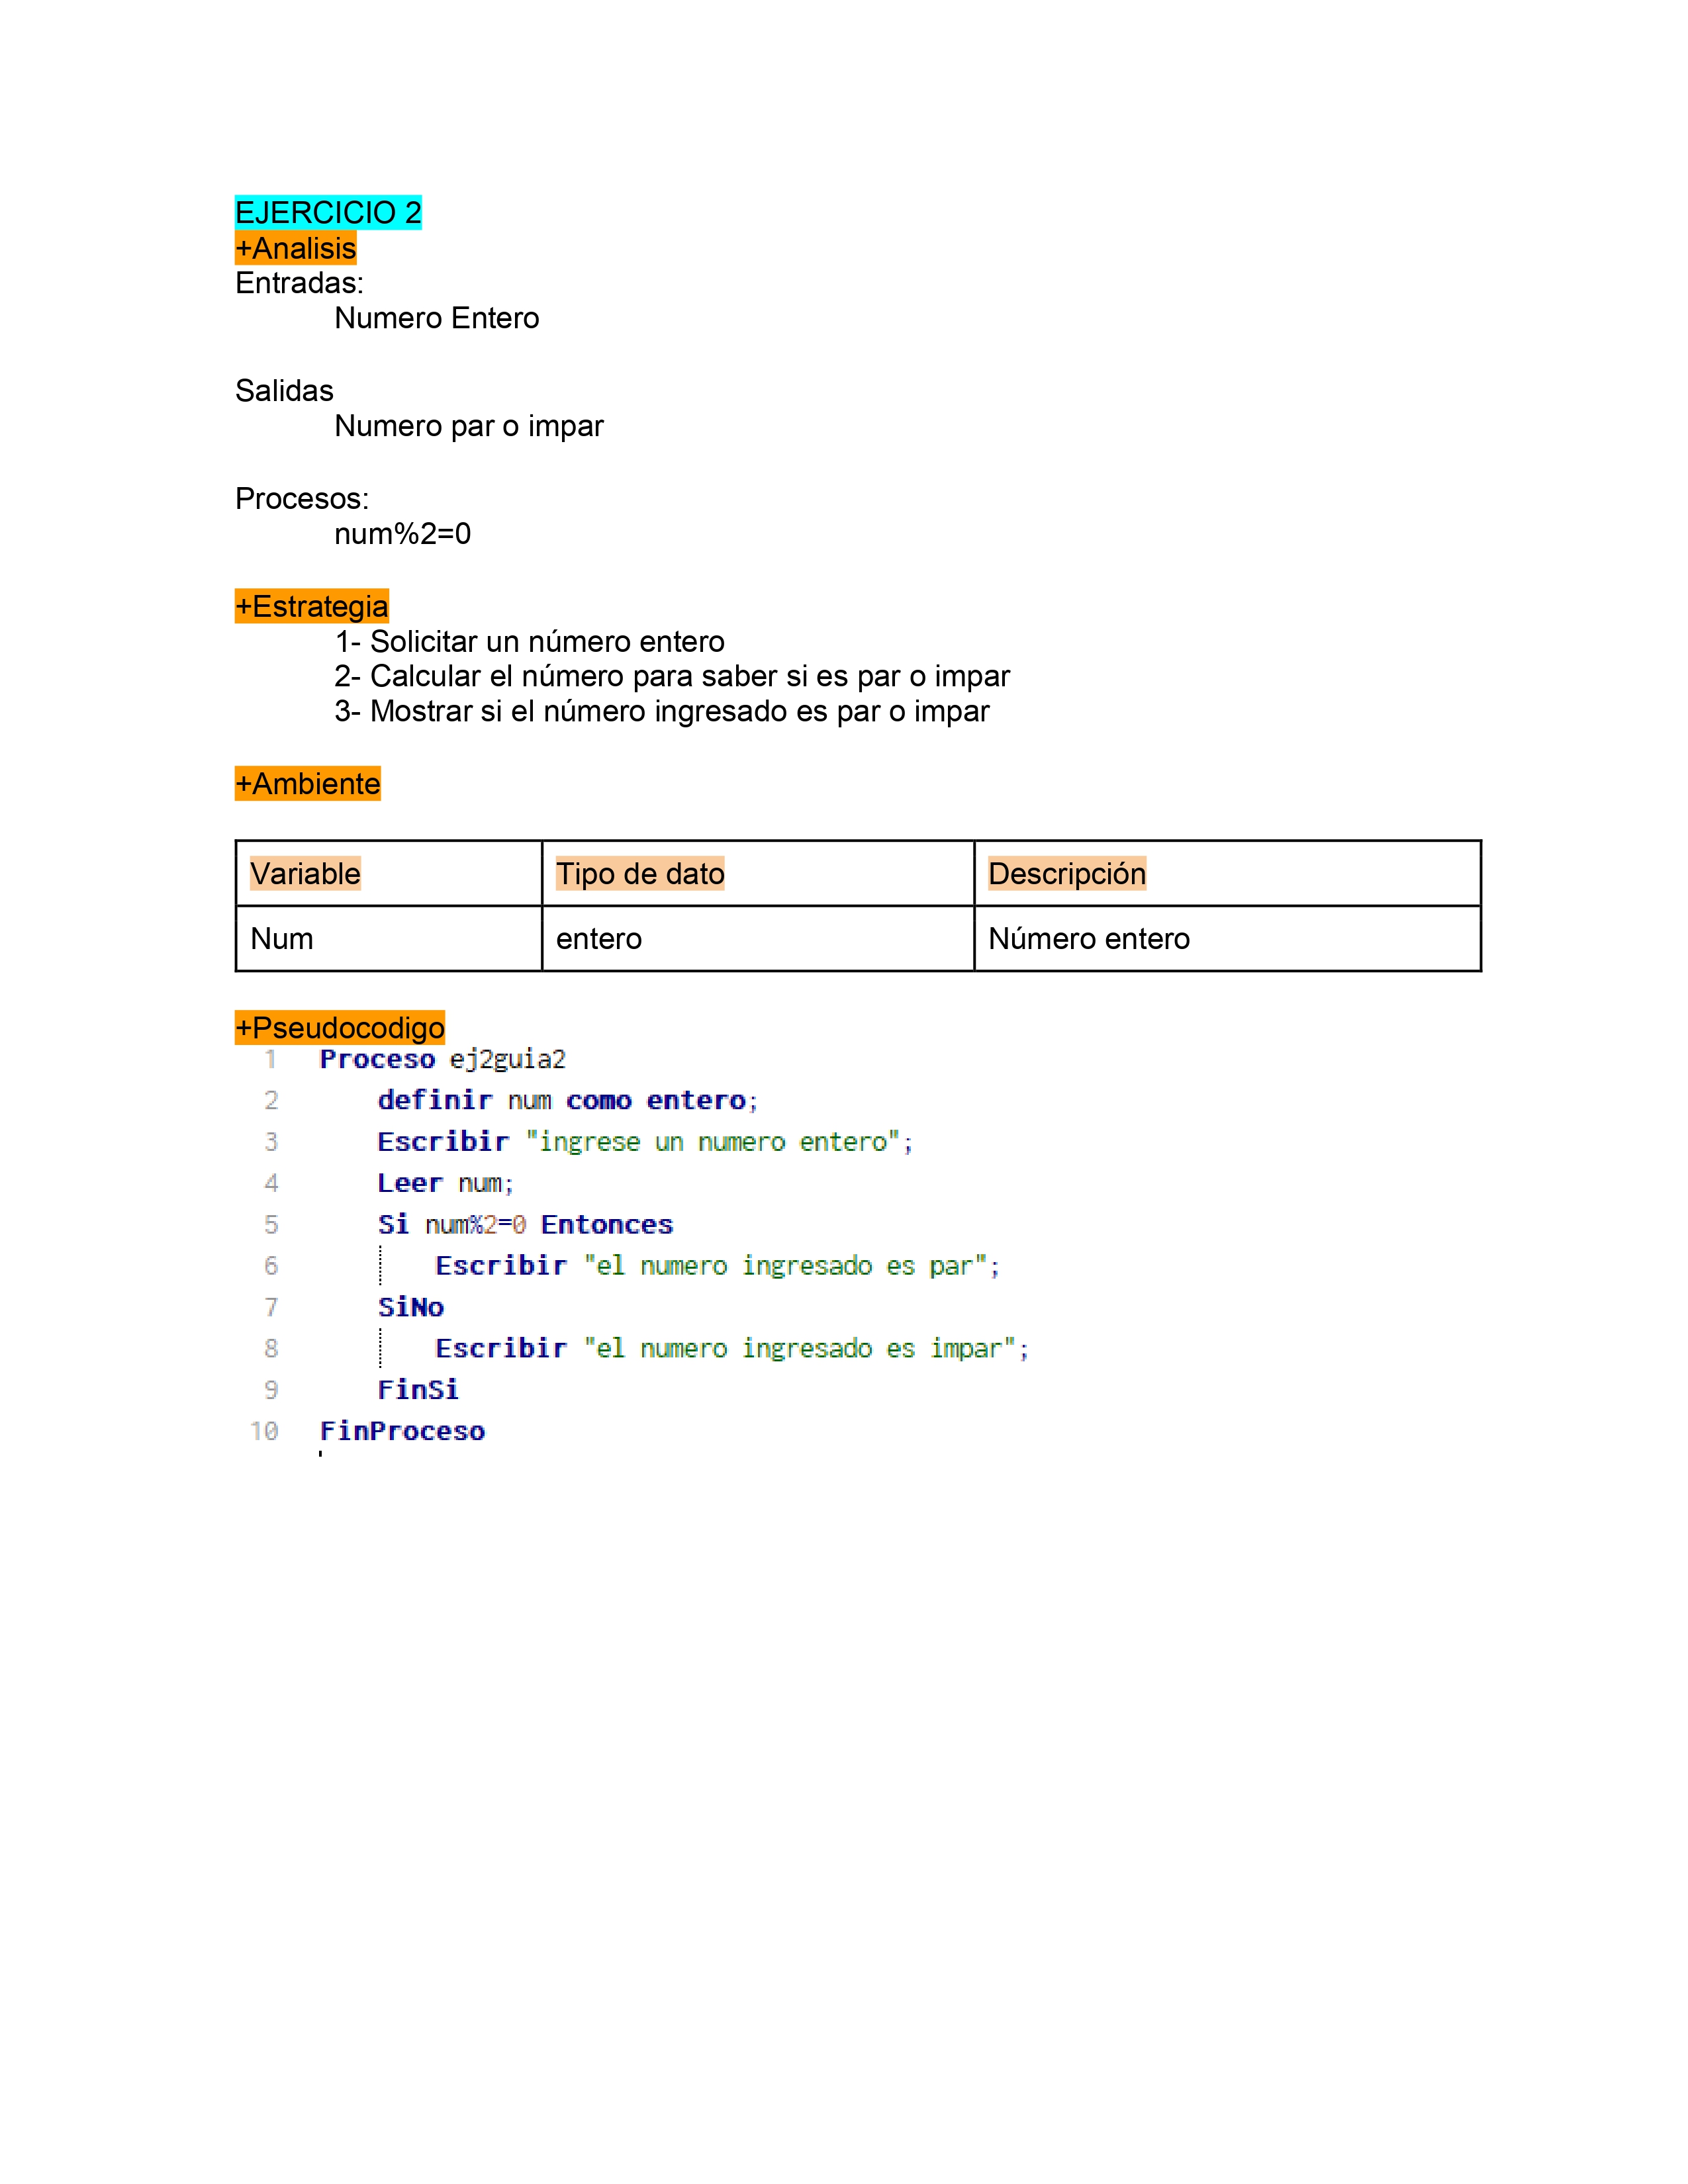 EJERCICIO 2
+Analisis
Entradas:
Numero Entero
Salidas
Numero par o impar
Procesos:
num%2=0
+Estrategia
1- Solicitar un número entero
2- Calcular el número para saber si es par o impar
3- Mostrar si el número ingresado es par o impar
+Ambiente
Variable Tipo de dato Descripción
Num entero Número entero
+Pseudocodigo
1 Proceso ej2guia2
2 definir num como entero;
3 Escribir "ingrese un numero entero";
4 Leer num;
5 Si num%2=0 Entonces
6 Escribir "el numero ingresado es par";
7 SiNo
8 Escribir "el numero ingresado es impar";
9 FinSi
10 FinProceso